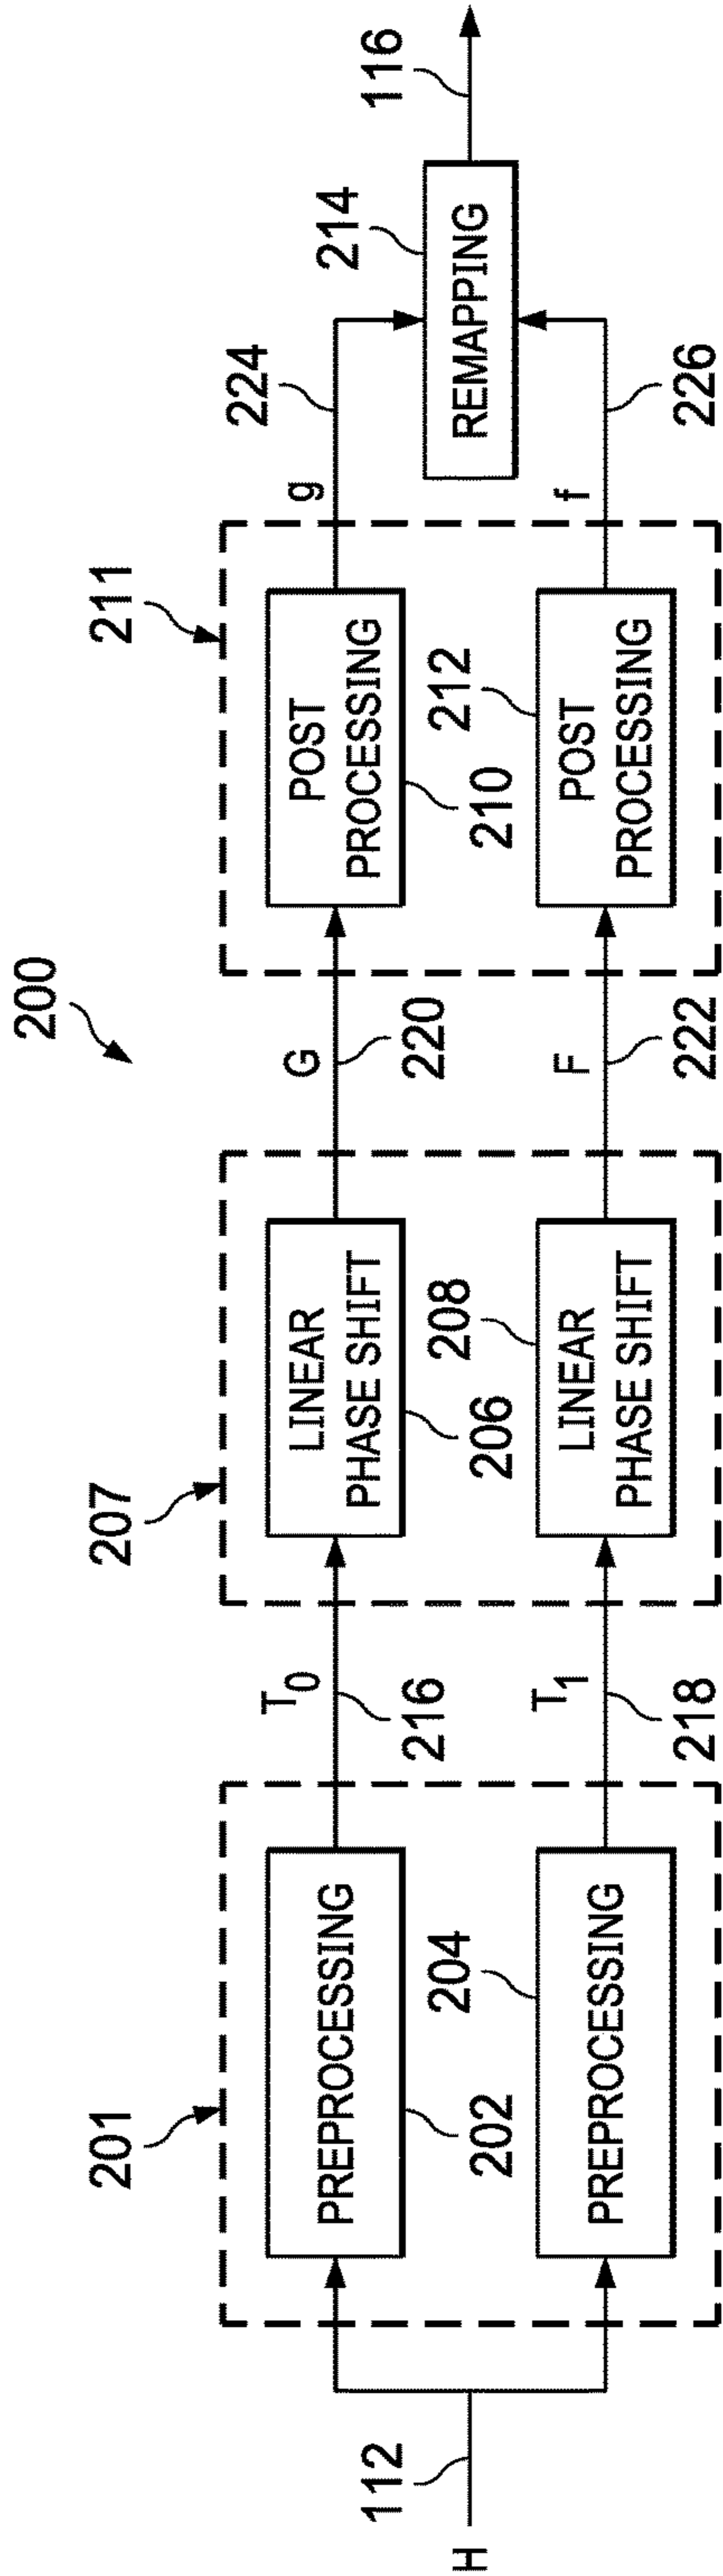 200
201
207
211
H
112
PREPROCESSING
202
T0
216
LINEAR
PHASE SHIFT
206
G
220
POST
PROCESSING
210
g
224
214
REMAPPING
116
204
PREPROCESSING
T1
218
208
LINEAR
PHASE SHIFT
F
222
212
POST
PROCESSING
f
226